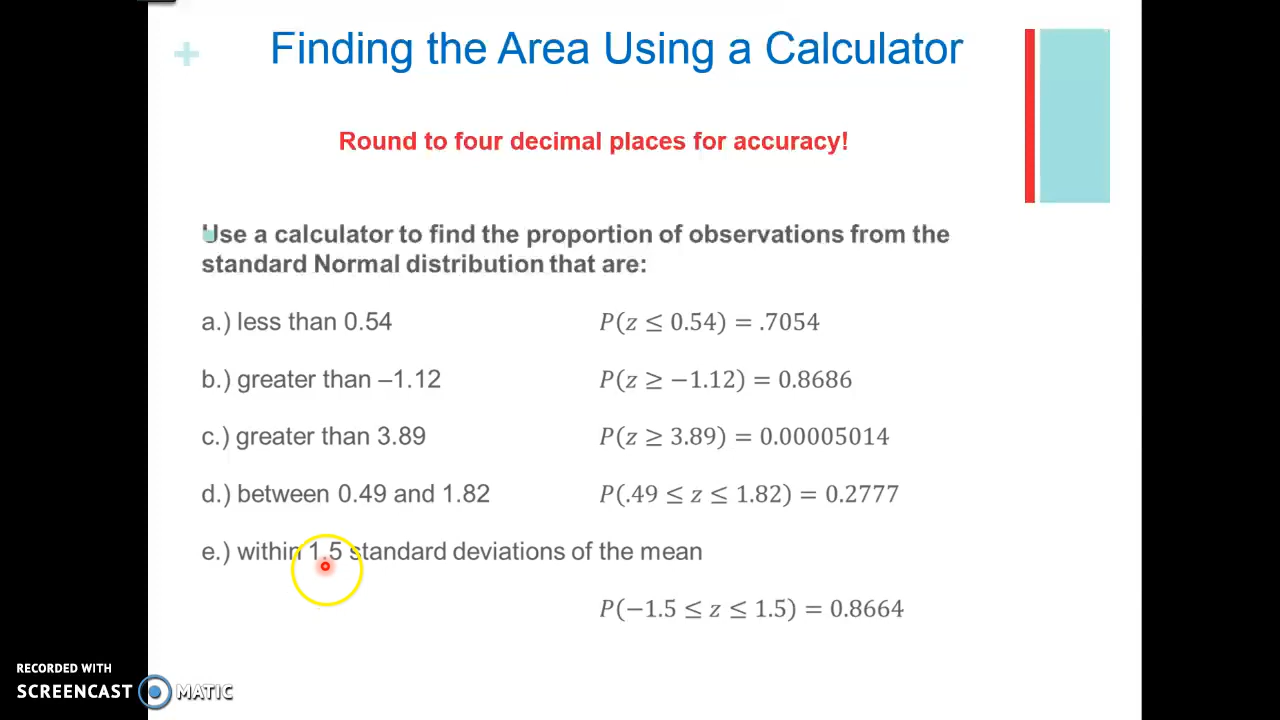 + Finding the Area Using a Calculator
Round to four decimal places for accuracy!
Use a calculator to find the proportion of observations from the
standard Normal distribution that are:
a.) less than 0.54 P(z ≤ 0.54) = .7054
b.) greater than –1.12 P(z ≥ −1.12) = 0.8686
c.) greater than 3.89 P(z ≥ 3.89) = 0.00005014
d.) between 0.49 and 1.82 P(.49 ≤ z ≤ 1.82) = 0.2777
e.) within 1.5 standard deviations of the mean
P(−1.5 ≤ z ≤ 1.5) = 0.8664
RECORDED WITH
SCREENCAST MATIC